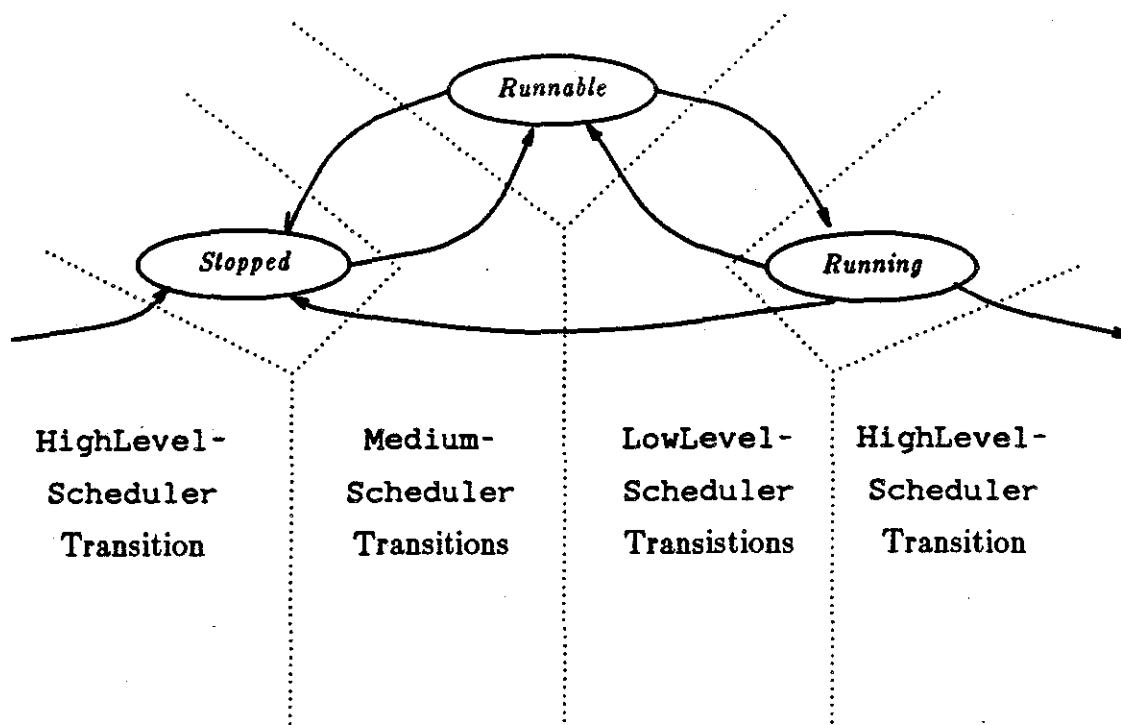 Runnable
Stopped
Running
HighLevel-
Scheduler
Transition
Medium-
Scheduler
Transitions
LowLevel-
Scheduler
Transistions
HighLevel-
Scheduler
Transition